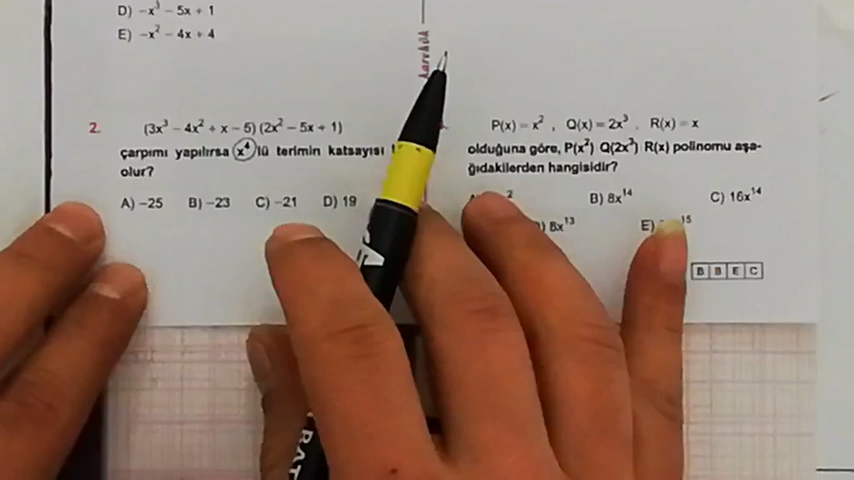 D) −x³ − 5x + 1
E) −x² − 4x + 4
2. (3x³ − 4x² + x − 5) (2x² − 5x + 1)
çarpımı yapılırsa x⁴ lü terimin katsayısı
olur?
A) −25 B) −23 C) −21 D) 19
P(x) = x² , Q(x) = 2x³ , R(x) = x
olduğuna göre, P(x²) Q(2x³) R(x) polinomu aşa-
ğıdakilerden hangisidir?
B) 8x¹⁴ C) 16x¹⁴
E)
B B E C